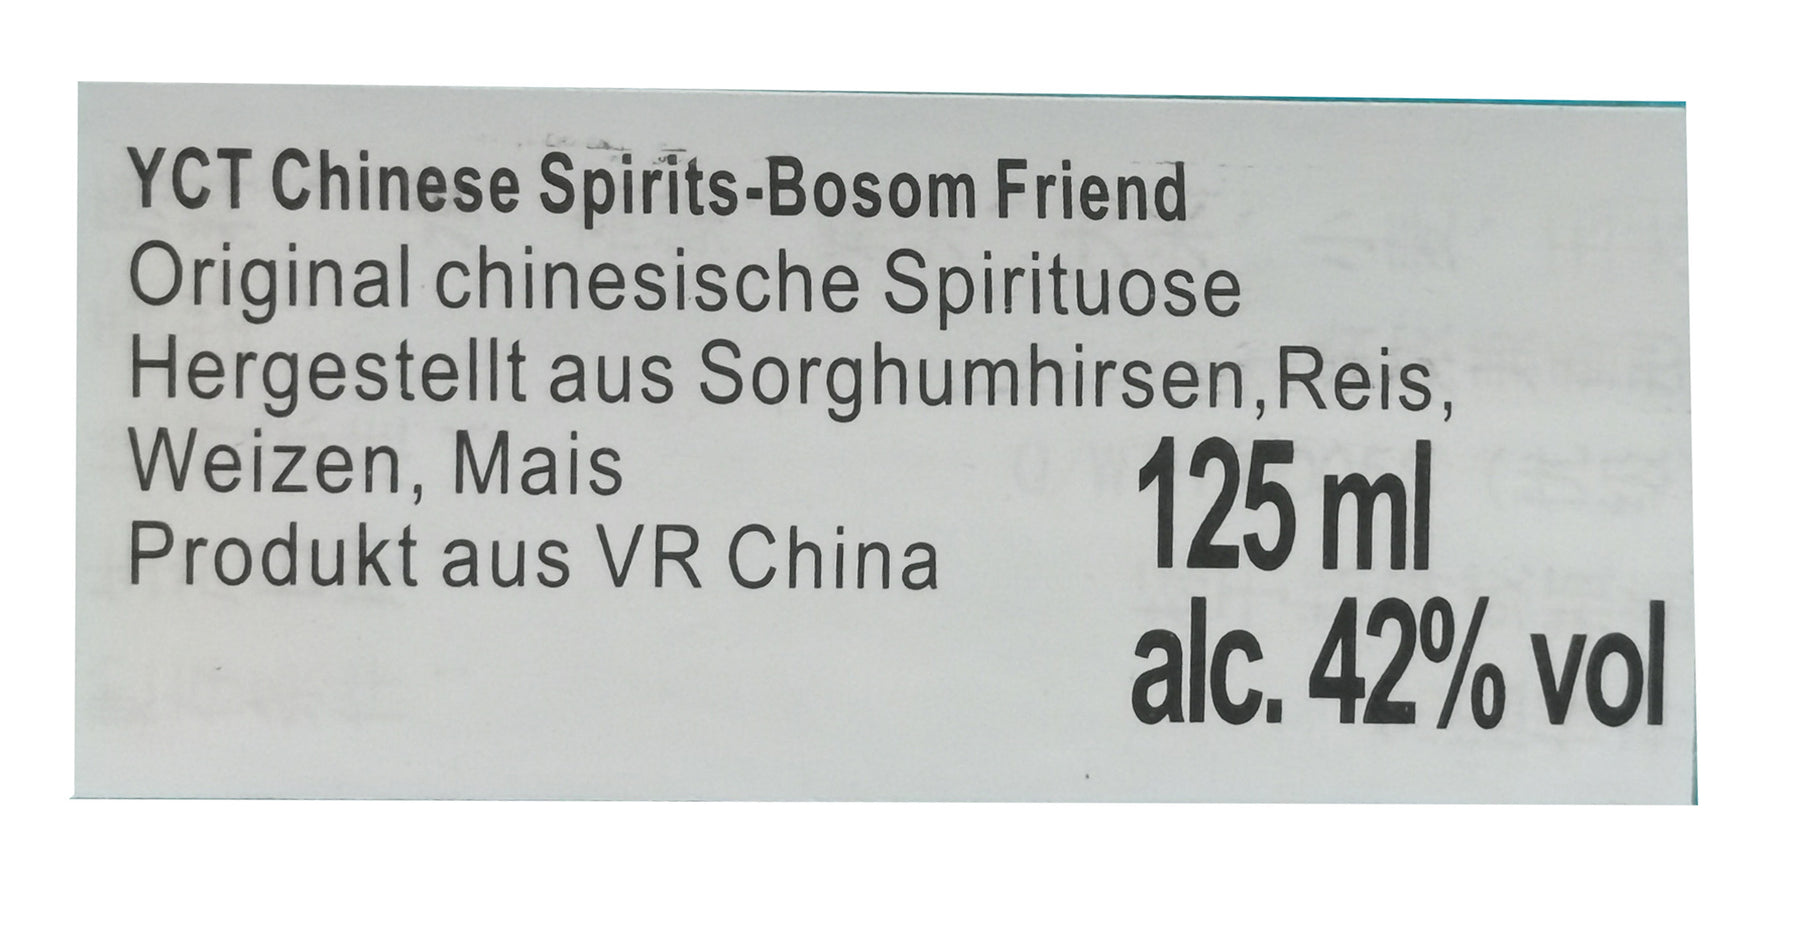 YCT Chinese Spirits-Bosom Friend
Original chinesische Spirituose
Hergestellt aus Sorghumhirsen,Reis,
Weizen, Mais
Produkt aus VR China
125 ml
alc. 42% vol